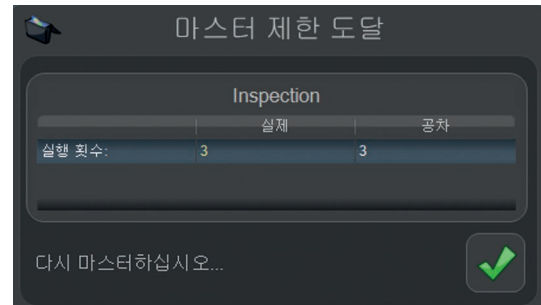 마스터 제한 도달
Inspection
실제 공차
실행 횟수: 3 3
다시 마스터하십시오...